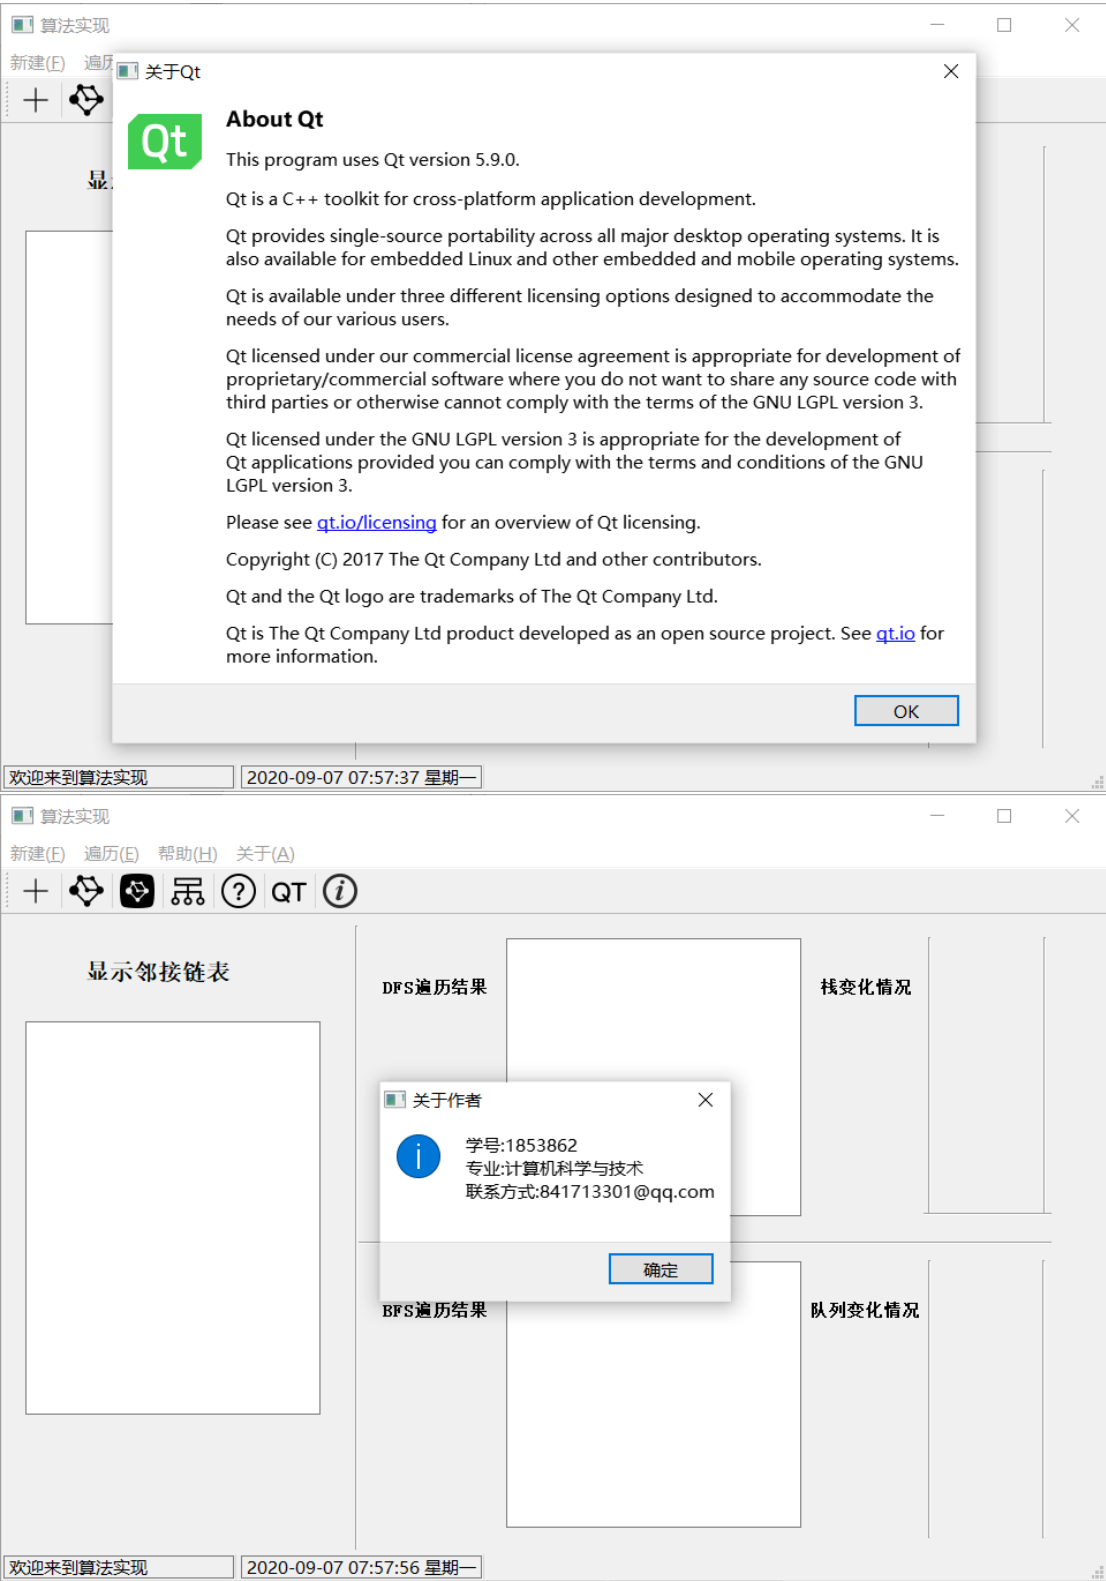 算法实现
新建(F) 遍历
关于Qt
Qt
About Qt
This program uses Qt version 5.9.0.
Qt is a C++ toolkit for cross-platform application development.
Qt provides single-source portability across all major desktop operating systems. It is
also available for embedded Linux and other embedded and mobile operating systems.
Qt is available under three different licensing options designed to accommodate the
needs of our various users.
Qt licensed under our commercial license agreement is appropriate for development of
proprietary/commercial software where you do not want to share any source code with
third parties or otherwise cannot comply with the terms of the GNU LGPL version 3.
Qt licensed under the GNU LGPL version 3 is appropriate for the development of
Qt applications provided you can comply with the terms and conditions of the GNU
LGPL version 3.
Please see qt.io/licensing for an overview of Qt licensing.
Copyright (C) 2017 The Qt Company Ltd and other contributors.
Qt and the Qt logo are trademarks of The Qt Company Ltd.
Qt is The Qt Company Ltd product developed as an open source project. See qt.io for
more information.
OK
显
欢迎来到算法实现 2020-09-07 07:57:37 星期一
算法实现
新建(F) 遍历(E) 帮助(H) 关于(A)
QT
显示邻接链表
DFS遍历结果
栈变化情况
关于作者
学号:1853862
专业:计算机科学与技术
联系方式:841713301@qq.com
确定
BFS遍历结果
队列变化情况
欢迎来到算法实现 2020-09-07 07:57:56 星期一